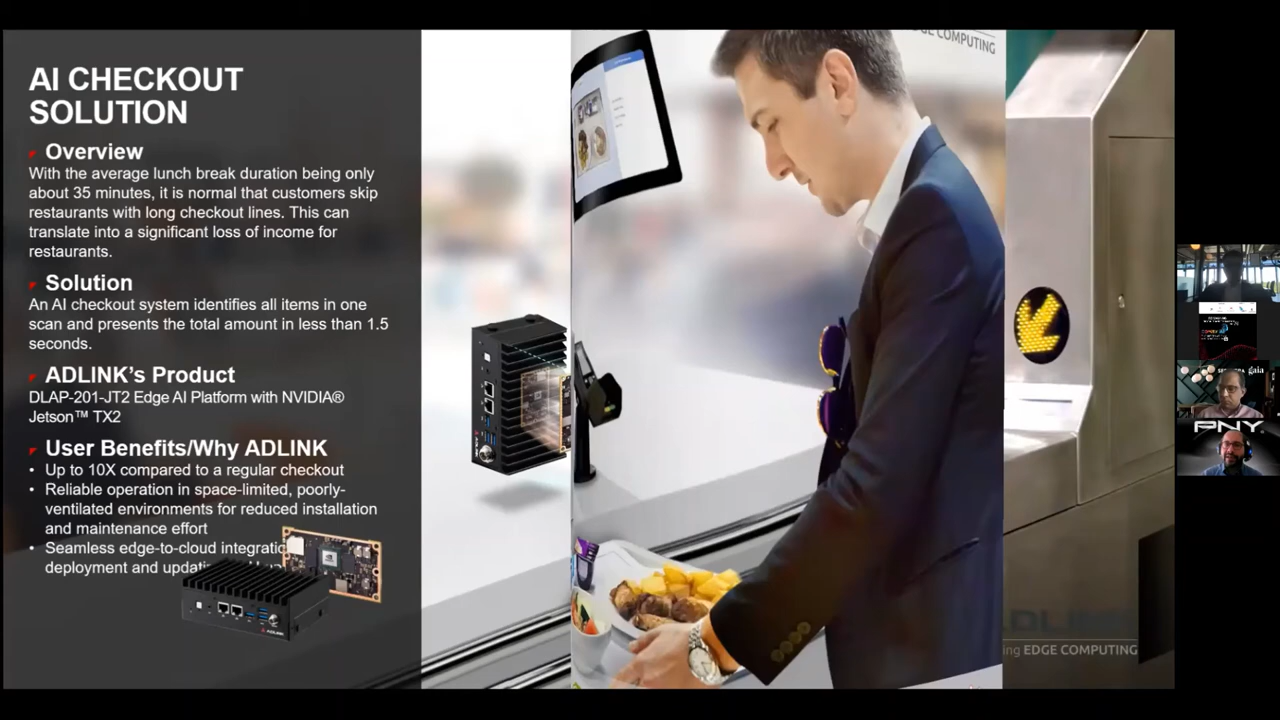 AI CHECKOUT
SOLUTION
Overview
With the average lunch break duration being only
about 35 minutes, it is normal that customers skip
restaurants with long checkout lines. This can
translate into a significant loss of income for
restaurants.
Solution
An AI checkout system identifies all items in one
scan and presents the total amount in less than 1.5
seconds.
ADLINK’s Product
DLAP-201-JT2 Edge AI Platform with NVIDIA®
Jetson™ TX2
User Benefits/Why ADLINK
• Up to 10X compared to a regular checkout
• Reliable operation in space-limited, poorly-
ventilated environments for reduced installation
and maintenance effort
• Seamless edge-to-cloud
deployment and
ADLINK
EDGE COMPUTING
EDGE COMPUTING
gaia
PNY